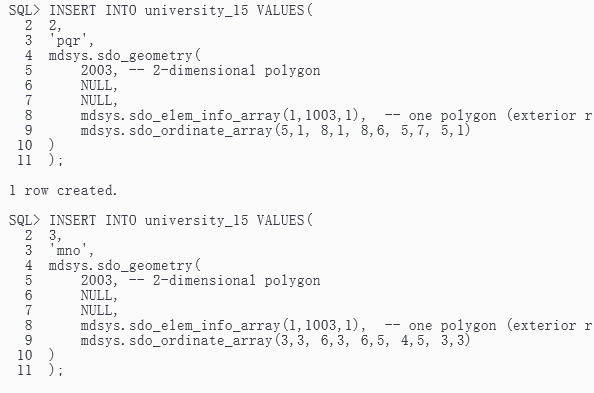 SQL> INSERT INTO university_15 VALUES(
  2  2,
  3  'pqr',
  4  mdsys.sdo_geometry(
  5      2003, -- 2-dimensional polygon
  6      NULL,
  7      NULL,
  8      mdsys.sdo_elem_info_array(1,1003,1),  -- one polygon (exterior r
  9      mdsys.sdo_ordinate_array(5,1, 8,1, 8,6, 5,7, 5,1)
 10  )
 11  );
1 row created.
SQL> INSERT INTO university_15 VALUES(
  2  3,
  3  'mno',
  4  mdsys.sdo_geometry(
  5      2003, -- 2-dimensional polygon
  6      NULL,
  7      NULL,
  8      mdsys.sdo_elem_info_array(1,1003,1),  -- one polygon (exterior r
  9      mdsys.sdo_ordinate_array(3,3, 6,3, 6,5, 4,5, 3,3)
 10  )
 11  );